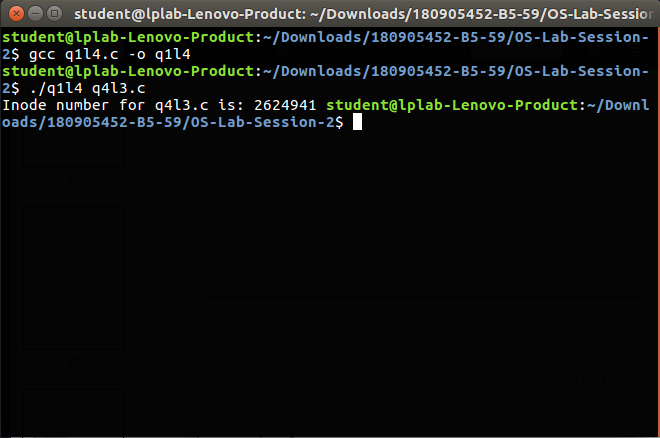 student@lplab-Lenovo-Product: ~/Downloads/180905452-B5-59/OS-Lab-Session
student@lplab-Lenovo-Product:~/Downloads/180905452-B5-59/OS-Lab-Session-
2$ gcc q1l4.c -o q1l4
student@lplab-Lenovo-Product:~/Downloads/180905452-B5-59/OS-Lab-Session-
2$ ./q1l4 q4l3.c
Inode number for q4l3.c is: 2624941 student@lplab-Lenovo-Product:~/Downl
oads/180905452-B5-59/OS-Lab-Session-2$